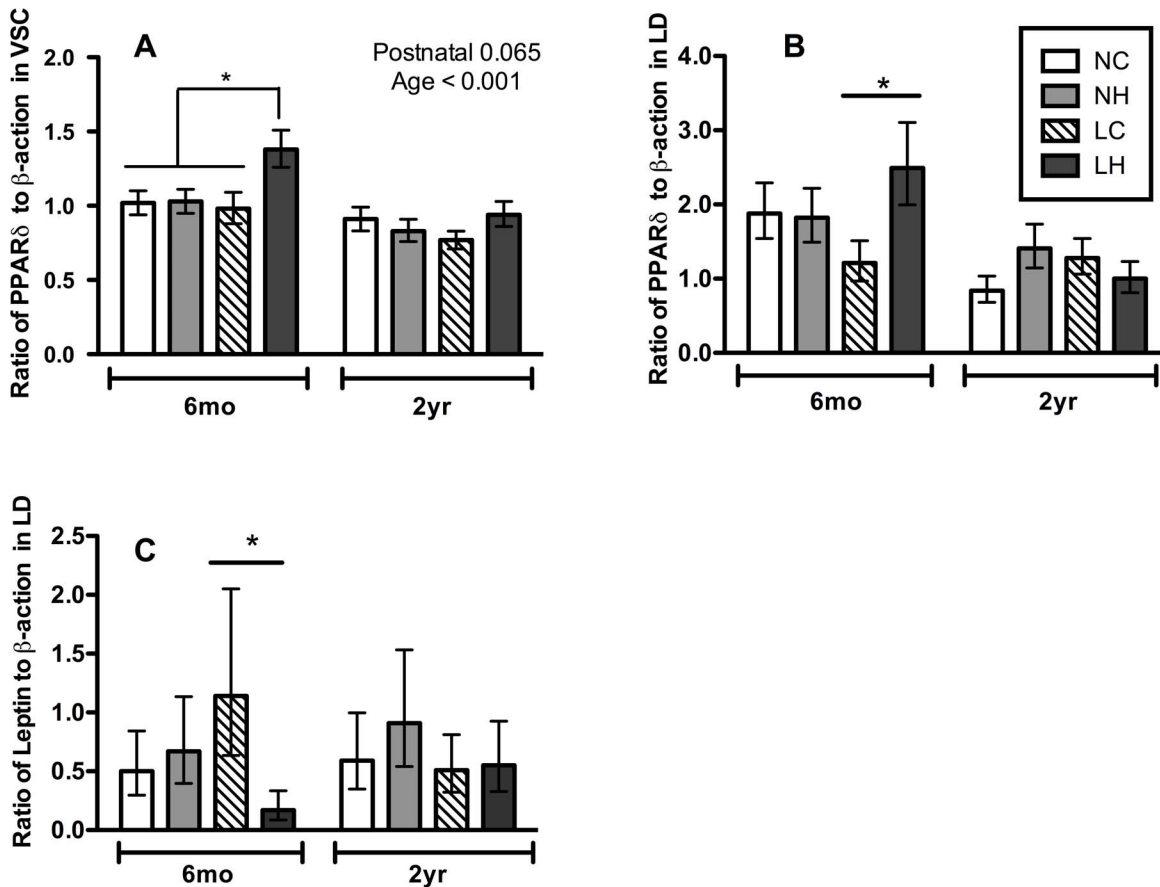 A
Postnatal 0.065
Age < 0.001
Ratio of PPARδ to β-action in VSC
2.0
1.5
1.0
0.5
0.0
*
6mo
2yr
B
Ratio of PPARδ to β-action in LD
4.0
3.0
2.0
1.0
0.0
*
6mo
2yr
NC
NH
LC
LH
C
Ratio of Leptin to β-action in LD
2.5
2.0
1.5
1.0
0.5
0.0
*
6mo
2yr